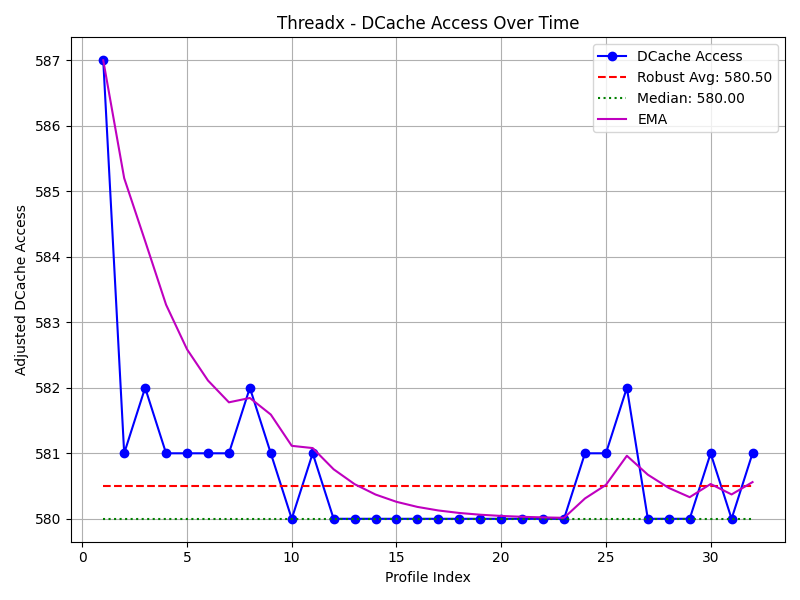 Threadx - DCache Access Over Time
DCache Access
Robust Avg: 580.50
Median: 580.00
EMA
Adjusted DCache Access
587
586
585
584
583
582
581
580
0 5 10 15 20 25 30
Profile Index